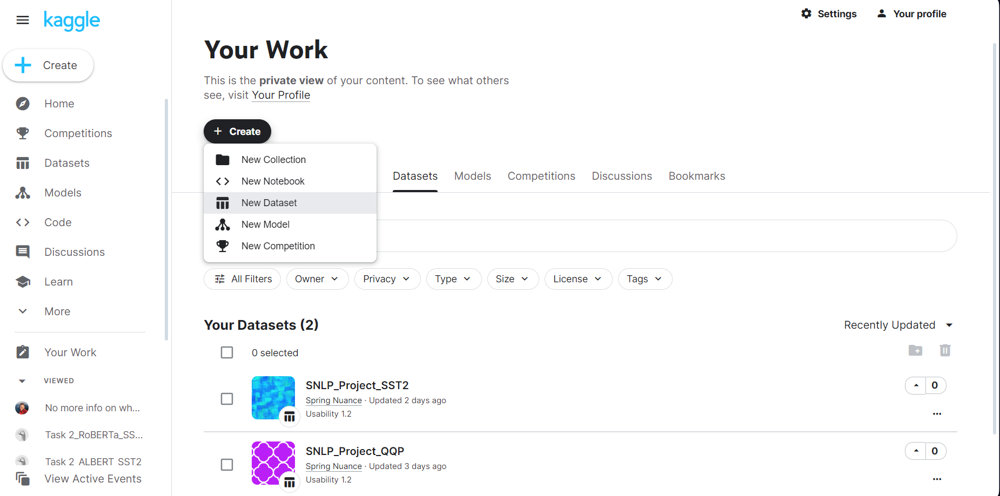 kaggle
Create
Home
Competitions
Datasets
Models
Code
Discussions
Learn
More
Your Work
VIEWED
No more info on wh...
Task 2_RoBERTa_SS...
Task 2 ALBERT SST2
View Active Events
Settings
Your profile
Your Work
This is the private view of your content. To see what others
see, visit Your Profile
+ Create
New Collection
New Notebook
New Dataset
New Model
New Competition
Datasets
Models
Competitions
Discussions
Bookmarks
All Filters
Owner
Privacy
Type
Size
License
Tags
Your Datasets (2)
Recently Updated
0 selected
SNLP_Project_SST2
Spring Nuance · Updated 2 days ago
Usability 1.2
0
SNLP_Project_QQP
Spring Nuance · Updated 3 days ago
Usability 1.2
0